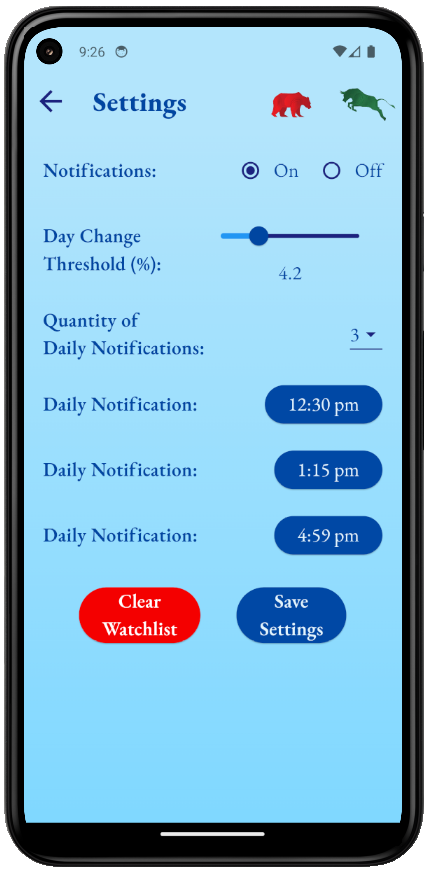 9:26
Settings
Notifications:
On
Off
Day Change
Threshold (%):
4.2
Quantity of
Daily Notifications:
3
Daily Notification:
12:30 pm
Daily Notification:
1:15 pm
Daily Notification:
4:59 pm
Clear
Watchlist
Save
Settings